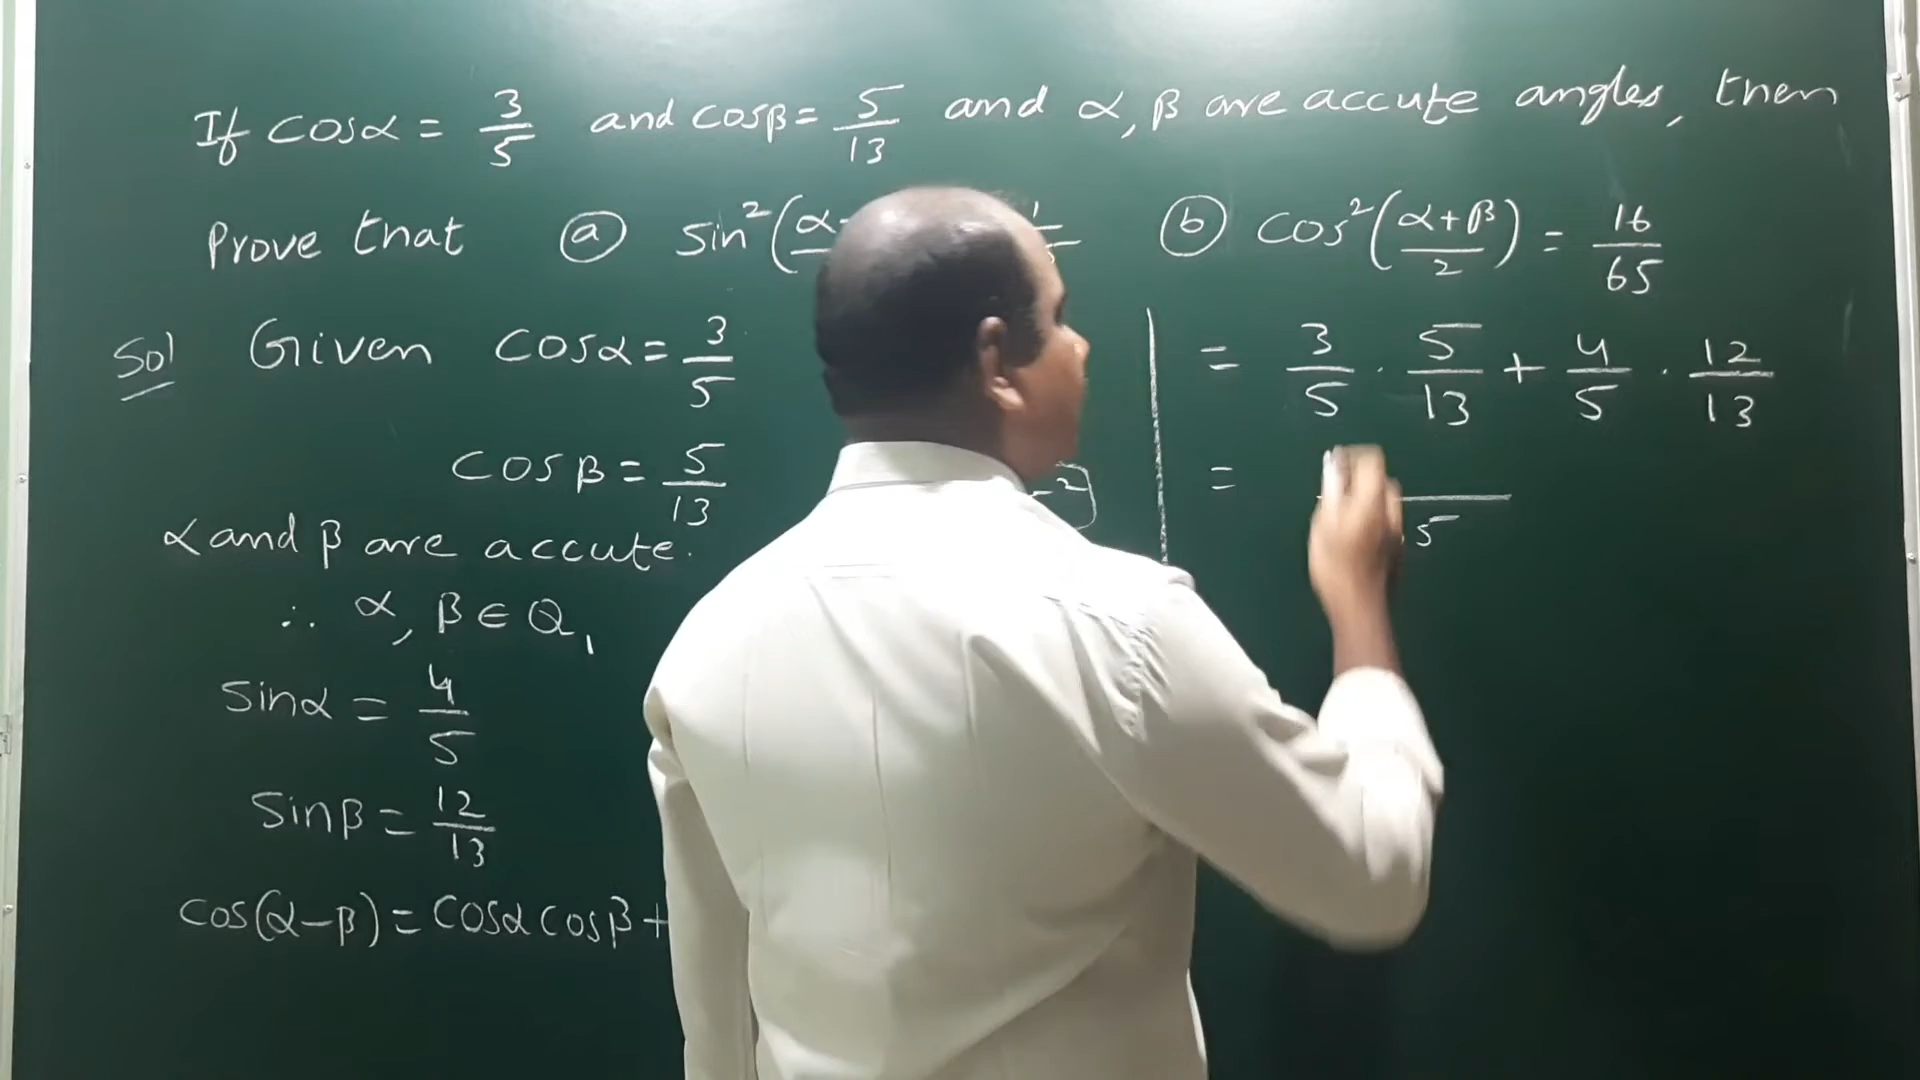 If cosα = 3/5 and cosβ = 5/13 and α, β are accute angles, then
Prove that (a) sin²(α- (b) cos²((α+β)/2) = 16/65
Sol Given cosα = 3/5
cosβ = 5/13
α and β are accute.
∴ α, β ∈ Q₁
sinα = 4/5
sinβ = 12/13
cos(α-β) = cosα cosβ +
= 3/5 · 5/13 + 4/5 · 12/13
= 5